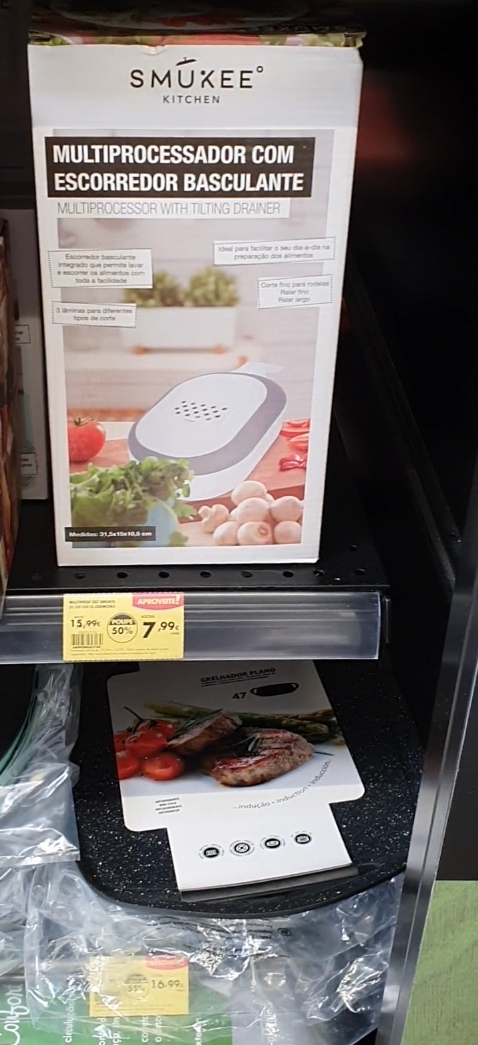 SMUKEE°
KITCHEN
MULTIPROCESSADOR COM
ESCORREDOR BASCULANTE
MULTIPROCESSOR WITH TILTING DRAINER
Ideal para facilitar o seu dia-a-dia na
preparação dos alimentos
Escorredor basculante
integrado que permite lavar
e escorrer os alimentos com
toda a facilidade
Corte fino para rodelas
Ralar fino
Ralar largo
3 lâminas para diferentes
tipos de corte
Medidas: 31,5x15x10,5 cm
APROVEITE!
15,99€
POUPE
50%
7,99€
GRELHADOR PLANO
47
...indução · induction · inducción
55%
16,99€